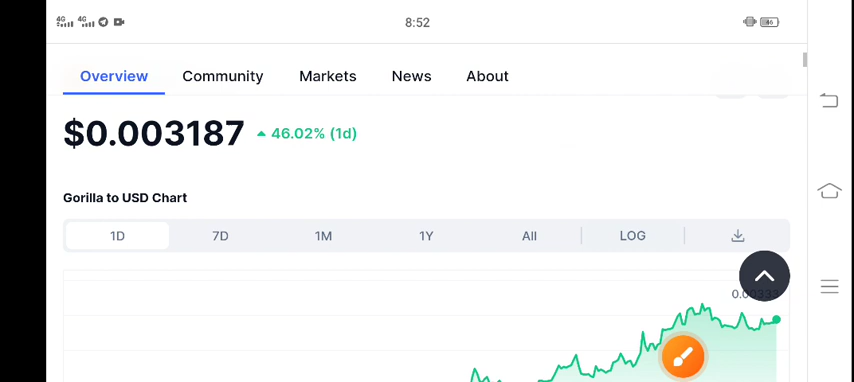 4G 4G 8:52 46
Overview Community Markets News About
$0.003187 46.02% (1d)
Gorilla to USD Chart
1D 7D 1M 1Y All LOG